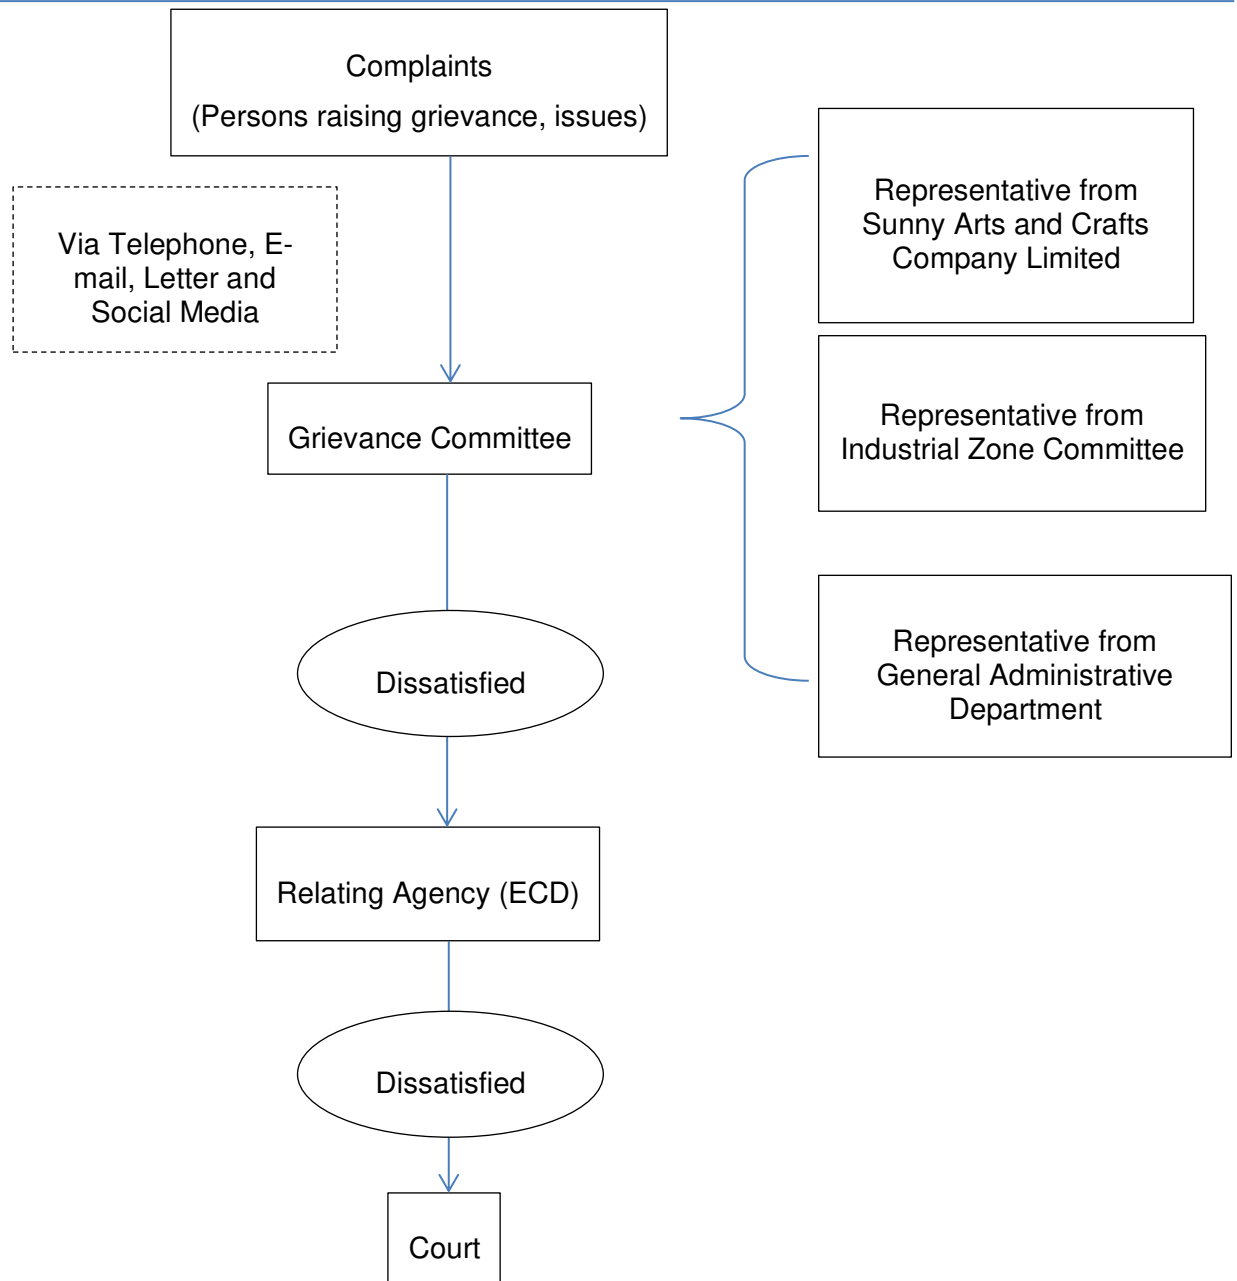 Complaints
(Persons raising grievance, issues)
Via Telephone, E-
mail, Letter and
Social Media
Grievance Committee
Representative from
Sunny Arts and Crafts
Company Limited
Representative from
Industrial Zone Committee
Representative from
General Administrative
Department
Dissatisfied
Relating Agency (ECD)
Dissatisfied
Court